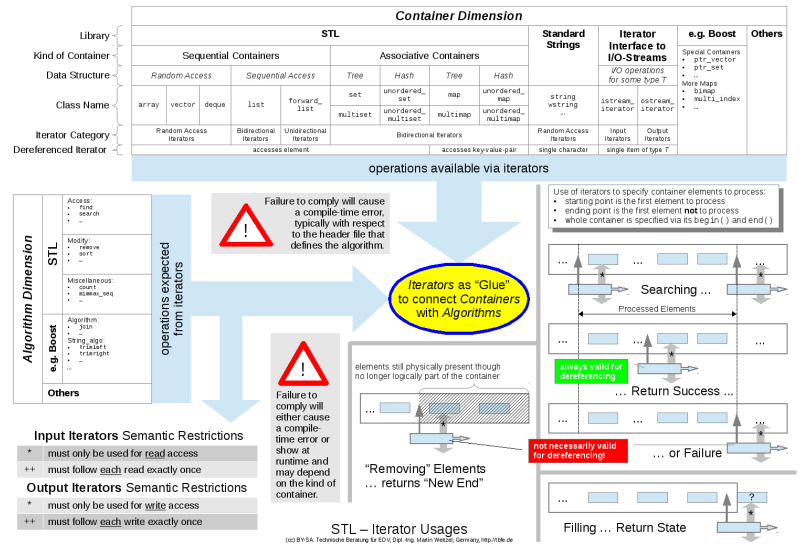 Container Dimension
Library
STL
Standard
Strings
Iterator
Interface to
I/O-Streams
e.g. Boost
Others
Kind of Container
Sequential Containers
Associative Containers
Special Containers
• ptr_vector
• ptr_set
• …
More Maps
• bimap
• multi_index
• …
Data Structure
Random Access
Sequential Access
Tree
Hash
Tree
Hash
I/O operations
for some type T
Class Name
array
vector
deque
list
forward_
list
set
unordered_
set
map
unordered_
map
multiset
unordered_
multiset
multimap
unordered_
multimap
string
wstring
…
istream_
iterator
ostream_
iterator
Iterator Category
Random Access
Iterators
Bidirectional
Iterators
Unidirectional
Iterators
Bidirectional Iterators
Random Access
Iterators
Input
Iterators
Output
Iterators
Dereferenced Iterator
accesses element
accesses key-value-pair
single character
single item of type T
operations available via iterators
Algorithm Dimension
STL
Access:
• find
• search
• …
Modify:
• remove
• sort
• …
Miscellaneous:
• count
• minmax_seq
• …
e.g. Boost
Algorithm:
• join
• …
String_algo:
• trimleft
• trimright
• …
...
Others
operations expected
from iterators
!
Failure to comply will cause
a compile-time error,
typically with respect
to the header file that
defines the algorithm.
Iterators as “Glue”
to connect Containers
with Algorithms
!
Failure to
comply will
either cause
a compile-
time error or
show at
runtime and
may depend
on the kind of
container.
Input Iterators Semantic Restrictions
* must only be used for read access
++ must follow each read exactly once
Output Iterators Semantic Restrictions
* must only be used for write access
++ must follow each write exactly once
elements still physically present though
no longer logically part of the container
...
*
“Removing” Elements
… returns “New End”
Use of iterators to specify container elements to process:
• starting point is the first element to process
• ending point is the first element not to process
• whole container is specified via its begin() and end()
...
...
*
Searching …
Processed Elements
...
...
*
always valid for
dereferencing
… Return Success …
...
...
*
not necessarily valid
for dereferencing!
… or Failure
...
?
*
Filling … Return State
STL – Iterator Usages
(cc) BY-SA: Technische Beratung für EDV, Dipl.-Ing. Martin Weitzel, Germany, http://tbfe.de